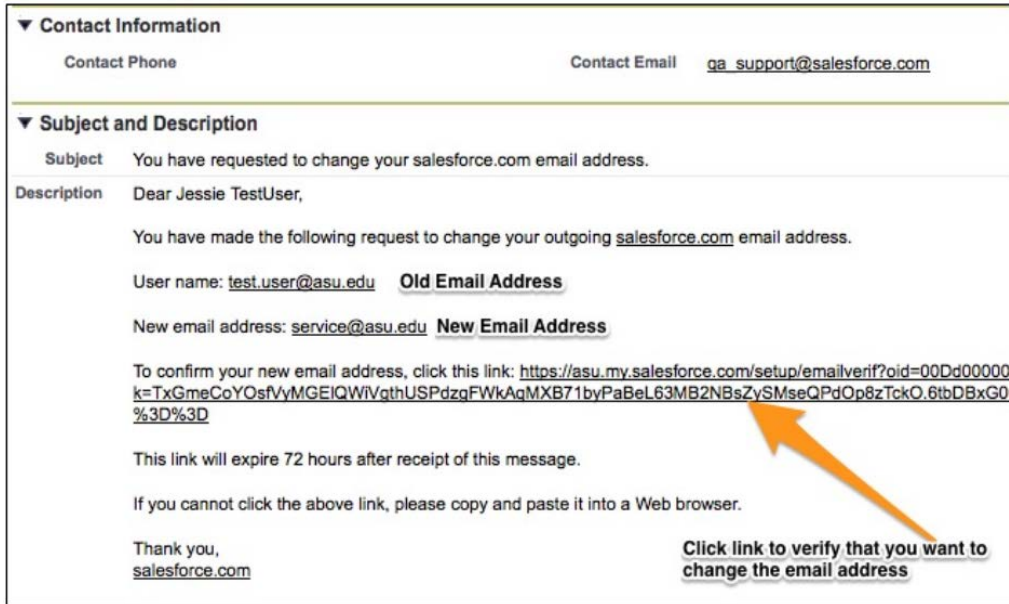 Contact Information
Contact Phone Contact Email qa_support@salesforce.com
Subject and Description
Subject You have requested to change your salesforce.com email address.
Description Dear Jessie TestUser,
You have made the following request to change your outgoing salesforce.com email address.
User name: test.user@asu.edu Old Email Address
New email address: service@asu.edu New Email Address
To confirm your new email address, click this link: https://asu.my.salesforce.com/setup/emailverif?oid=00Dd00000
k=TxGmeCoYOsfVyMGElQWiVgthUSPdzgFWkAqMXB71byPaBeL63MB2NBsZySMseQPdOp8zTckO.6tbDBxG0
%3D%3D
This link will expire 72 hours after receipt of this message.
If you cannot click the above link, please copy and paste it into a Web browser.
Thank you,
salesforce.com
Click link to verify that you want to
change the email address